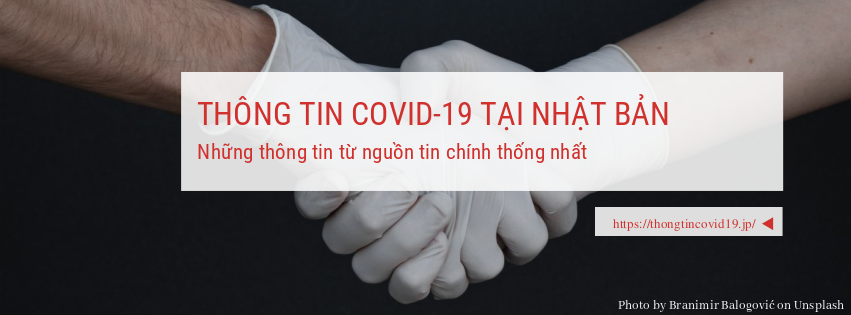 THÔNG TIN COVID-19 TẠI NHẬT BẢN
Những thông tin từ nguồn tin chính thống nhất
https://thongtincovid19.jp/
Photo by Branimir Balogović on Unsplash